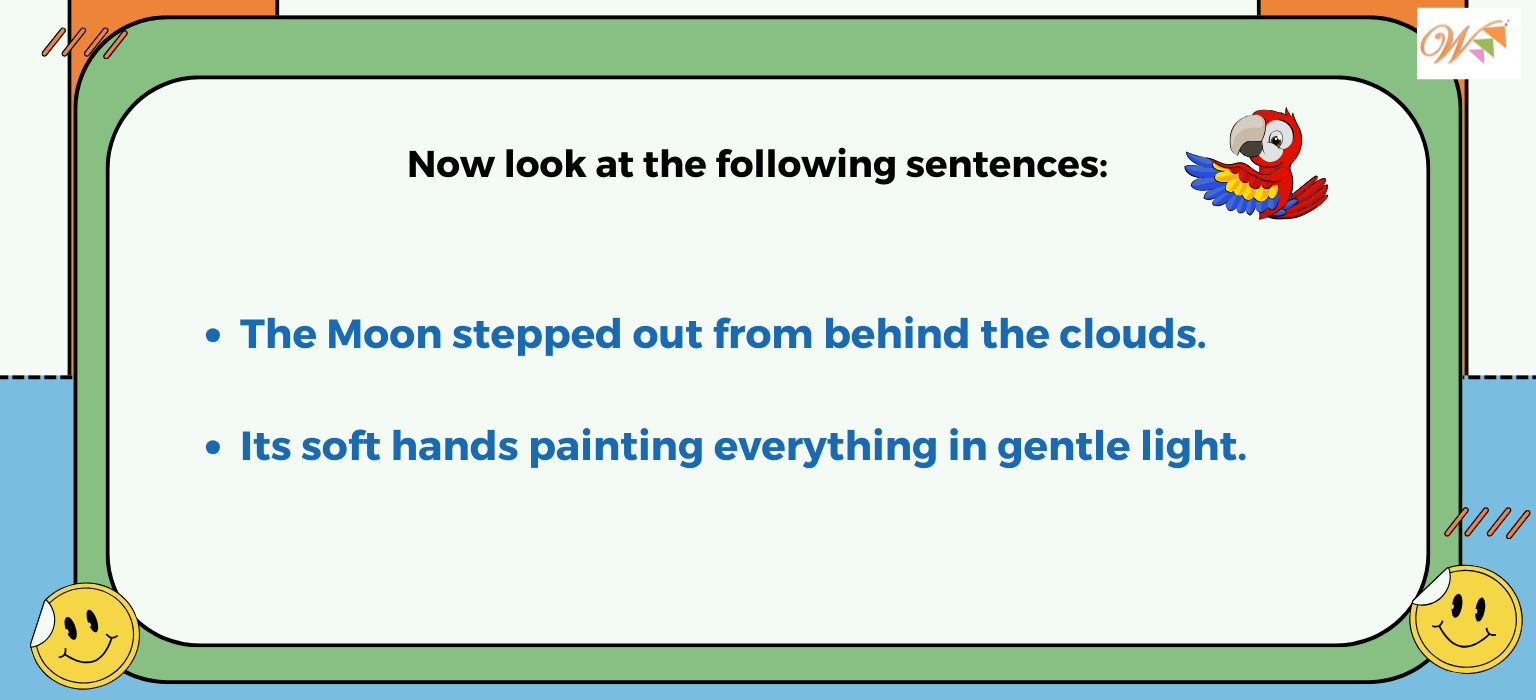 W
Now look at the following sentences:
• The Moon stepped out from behind the clouds.
• Its soft hands painting everything in gentle light.